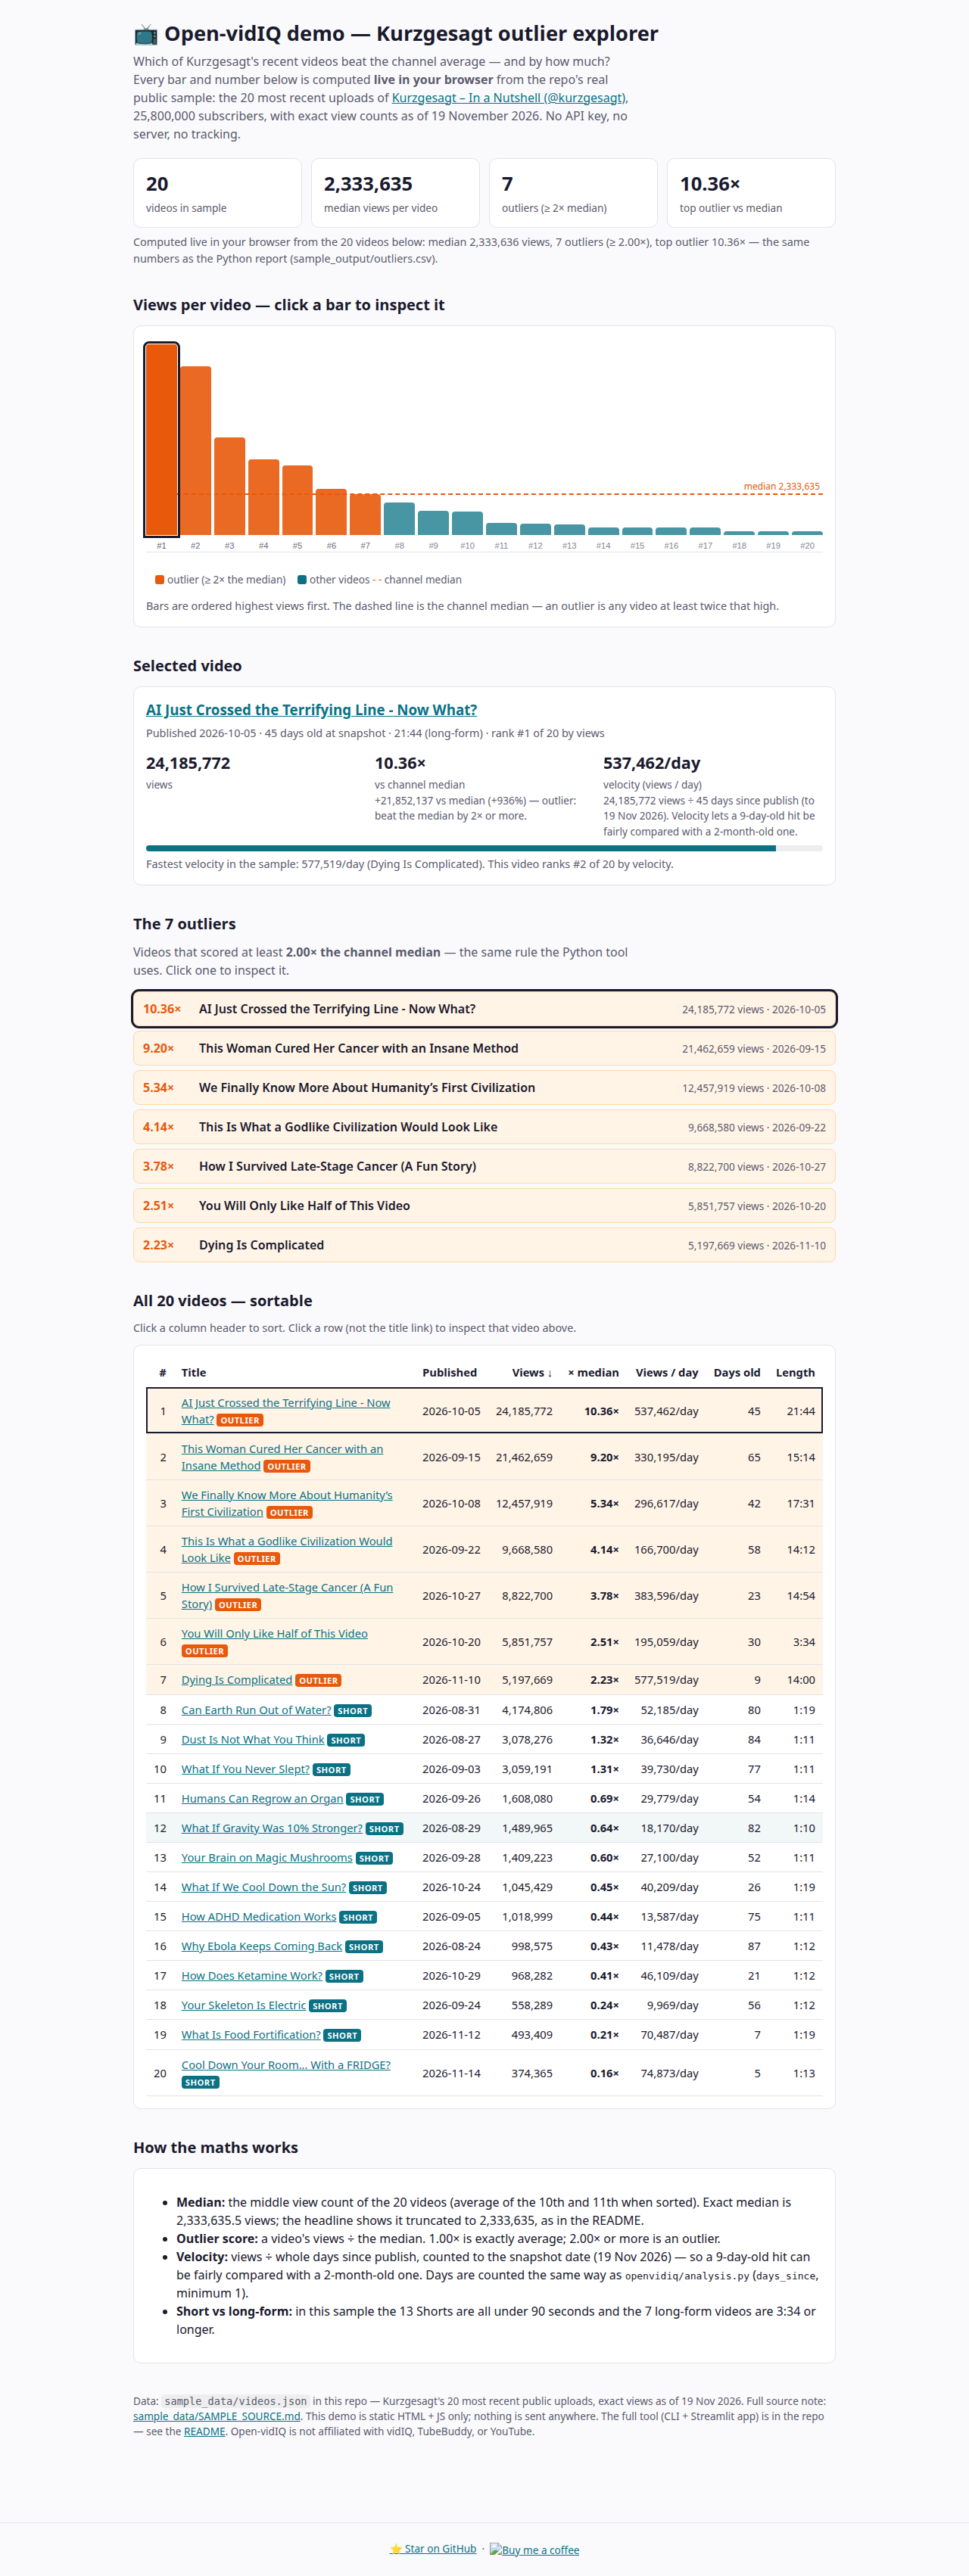 📺 Open-vidIQ demo — Kurzgesagt outlier explorer
Which of Kurzgesagt's recent videos beat the channel average — and by how much?
Every bar and number below is computed live in your browser from the repo's real
public sample: the 20 most recent uploads of Kurzgesagt – In a Nutshell (@kurzgesagt),
25,800,000 subscribers, with exact view counts as of 19 November 2026. No API key, no
server, no tracking.
20
videos in sample
2,333,635
median views per video
7
outliers (≥ 2× median)
10.36×
top outlier vs median
Computed live in your browser from the 20 videos below: median 2,333,636 views, 7 outliers (≥ 2.00×), top outlier 10.36× — the same
numbers as the Python report (sample_output/outliers.csv).
Views per video — click a bar to inspect it
median 2,333,635
#1 #2 #3 #4 #5 #6 #7 #8 #9 #10 #11 #12 #13 #14 #15 #16 #17 #18 #19 #20
outlier (≥ 2× the median) other videos - - channel median
Bars are ordered highest views first. The dashed line is the channel median — an outlier is any video at least twice that high.
Selected video
AI Just Crossed the Terrifying Line - Now What?
Published 2026-10-05 · 45 days old at snapshot · 21:44 (long-form) · rank #1 of 20 by views
24,185,772
views
10.36×
vs channel median
+21,852,137 vs median (+936%) — outlier:
beat the median by 2× or more.
537,462/day
velocity (views / day)
24,185,772 views ÷ 45 days since publish (to
19 Nov 2026). Velocity lets a 9-day-old hit be
fairly compared with a 2-month-old one.
Fastest velocity in the sample: 577,519/day (Dying Is Complicated). This video ranks #2 of 20 by velocity.
The 7 outliers
Videos that scored at least 2.00× the channel median — the same rule the Python tool
uses. Click one to inspect it.
10.36× AI Just Crossed the Terrifying Line - Now What? 24,185,772 views · 2026-10-05
9.20× This Woman Cured Her Cancer with an Insane Method 21,462,659 views · 2026-09-15
5.34× We Finally Know More About Humanity’s First Civilization 12,457,919 views · 2026-10-08
4.14× This Is What a Godlike Civilization Would Look Like 9,668,580 views · 2026-09-22
3.78× How I Survived Late-Stage Cancer (A Fun Story) 8,822,700 views · 2026-10-27
2.51× You Will Only Like Half of This Video 5,851,757 views · 2026-10-20
2.23× Dying Is Complicated 5,197,669 views · 2026-11-10
All 20 videos — sortable
Click a column header to sort. Click a row (not the title link) to inspect that video above.
# Title Published Views ↓ × median Views / day Days old Length
1 AI Just Crossed the Terrifying Line - Now What? OUTLIER 2026-10-05 24,185,772 10.36× 537,462/day 45 21:44
2 This Woman Cured Her Cancer with an Insane Method OUTLIER 2026-09-15 21,462,659 9.20× 330,195/day 65 15:14
3 We Finally Know More About Humanity’s First Civilization OUTLIER 2026-10-08 12,457,919 5.34× 296,617/day 42 17:31
4 This Is What a Godlike Civilization Would Look Like OUTLIER 2026-09-22 9,668,580 4.14× 166,700/day 58 14:12
5 How I Survived Late-Stage Cancer (A Fun Story) OUTLIER 2026-10-27 8,822,700 3.78× 383,596/day 23 14:54
6 You Will Only Like Half of This Video OUTLIER 2026-10-20 5,851,757 2.51× 195,059/day 30 3:34
7 Dying Is Complicated OUTLIER 2026-11-10 5,197,669 2.23× 577,519/day 9 14:00
8 Can Earth Run Out of Water? SHORT 2026-08-31 4,174,806 1.79× 52,185/day 80 1:19
9 Dust Is Not What You Think SHORT 2026-08-27 3,078,276 1.32× 36,646/day 84 1:11
10 What If You Never Slept? SHORT 2026-09-03 3,059,191 1.31× 39,730/day 77 1:11
11 Humans Can Regrow an Organ SHORT 2026-09-26 1,608,080 0.69× 29,779/day 54 1:14
12 What If Gravity Was 10% Stronger? SHORT 2026-08-29 1,489,965 0.64× 18,170/day 82 1:10
13 Your Brain on Magic Mushrooms SHORT 2026-09-28 1,409,223 0.60× 27,100/day 52 1:11
14 What If We Cool Down the Sun? SHORT 2026-10-24 1,045,429 0.45× 40,209/day 26 1:19
15 How ADHD Medication Works SHORT 2026-09-05 1,018,999 0.44× 13,587/day 75 1:11
16 Why Ebola Keeps Coming Back SHORT 2026-08-24 998,575 0.43× 11,478/day 87 1:12
17 How Does Ketamine Work? SHORT 2026-10-29 968,282 0.41× 46,109/day 21 1:12
18 Your Skeleton Is Electric SHORT 2026-09-24 558,289 0.24× 9,969/day 56 1:12
19 What Is Food Fortification? SHORT 2026-11-12 493,409 0.21× 70,487/day 7 1:19
20 Cool Down Your Room... With a FRIDGE? SHORT 2026-11-14 374,365 0.16× 74,873/day 5 1:13
How the maths works
• Median: the middle view count of the 20 videos (average of the 10th and 11th when sorted). Exact median is
2,333,635.5 views; the headline shows it truncated to 2,333,635, as in the README.
• Outlier score: a video's views ÷ the median. 1.00× is exactly average; 2.00× or more is an outlier.
• Velocity: views ÷ whole days since publish, counted to the snapshot date (19 Nov 2026) — so a 9-day-old hit can
be fairly compared with a 2-month-old one. Days are counted the same way as openvidiq/analysis.py (days_since,
minimum 1).
• Short vs long-form: in this sample the 13 Shorts are all under 90 seconds and the 7 long-form videos are 3:34 or
longer.
Data: sample_data/videos.json in this repo — Kurzgesagt's 20 most recent public uploads, exact views as of 19 Nov 2026. Full source note:
sample_data/SAMPLE_SOURCE.md. This demo is static HTML + JS only; nothing is sent anywhere. The full tool (CLI + Streamlit app) is in the repo
— see the README. Open-vidIQ is not affiliated with vidIQ, TubeBuddy, or YouTube.
⭐ Star on GitHub · Buy me a coffee